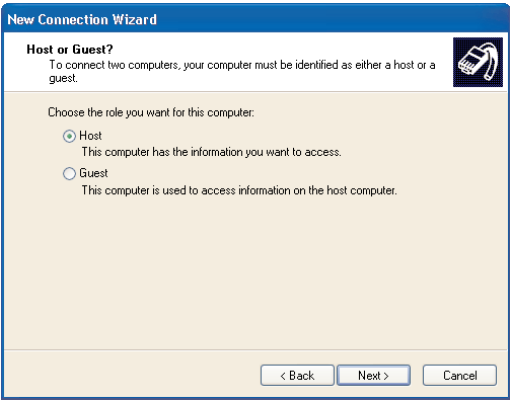 New Connection Wizard
Host or Guest?
To connect two computers, your computer must be identified as either a host or a
guest.
Choose the role you want for this computer:
Host
This computer has the information you want to access.
Guest
This computer is used to access information on the host computer.
< Back
Next >
Cancel